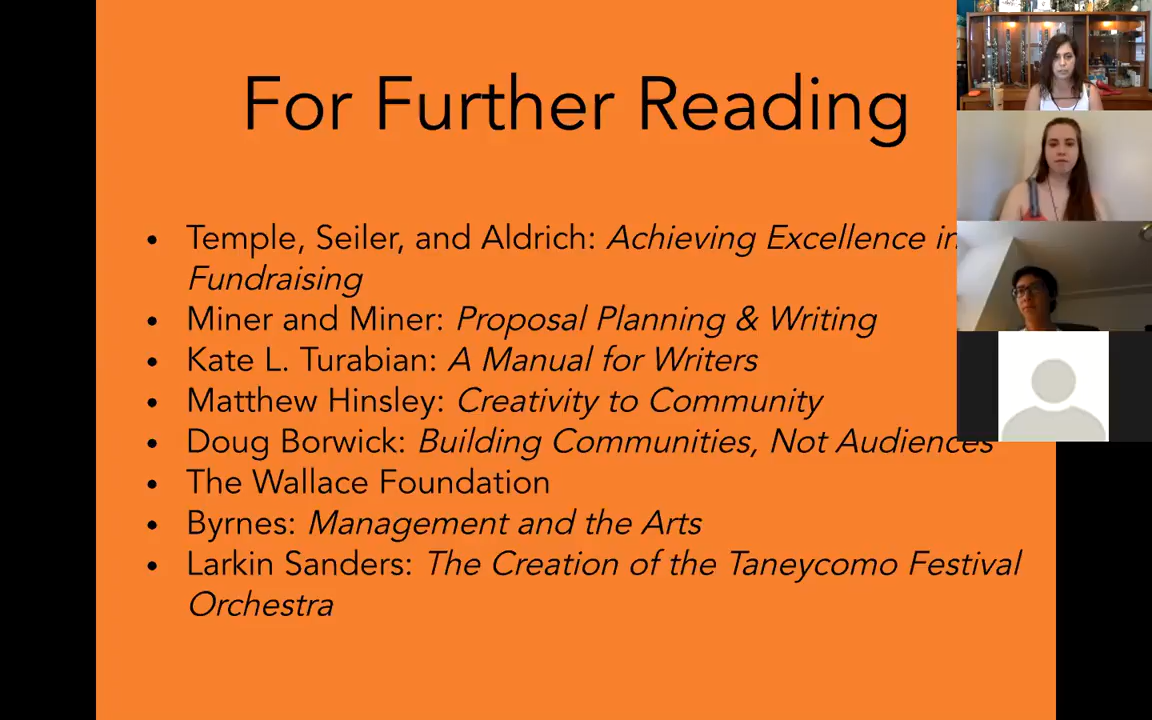 For Further Reading
• Temple, Seiler, and Aldrich: Achieving Excellence in
Fundraising
• Miner and Miner: Proposal Planning & Writing
• Kate L. Turabian: A Manual for Writers
• Matthew Hinsley: Creativity to Community
• Doug Borwick: Building Communities, Not Audiences
• The Wallace Foundation
• Byrnes: Management and the Arts
• Larkin Sanders: The Creation of the Taneycomo Festival
Orchestra